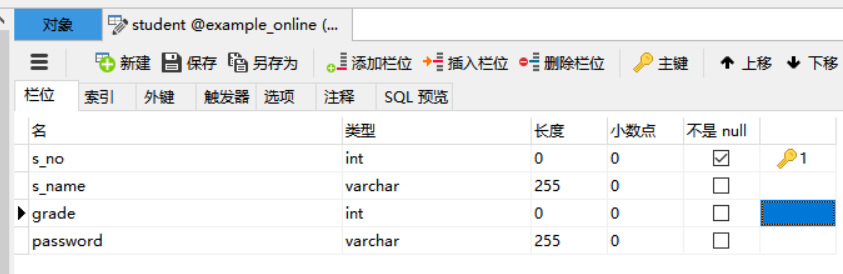 对象 student @example_online (...
新建 保存 另存为 添加栏位 插入栏位 删除栏位 主键 上移 下移
栏位 索引 外键 触发器 选项 注释 SQL 预览
名 类型 长度 小数点 不是 null
s_no int 0 0 1
s_name varchar 255 0
grade int 0 0
password varchar 255 0